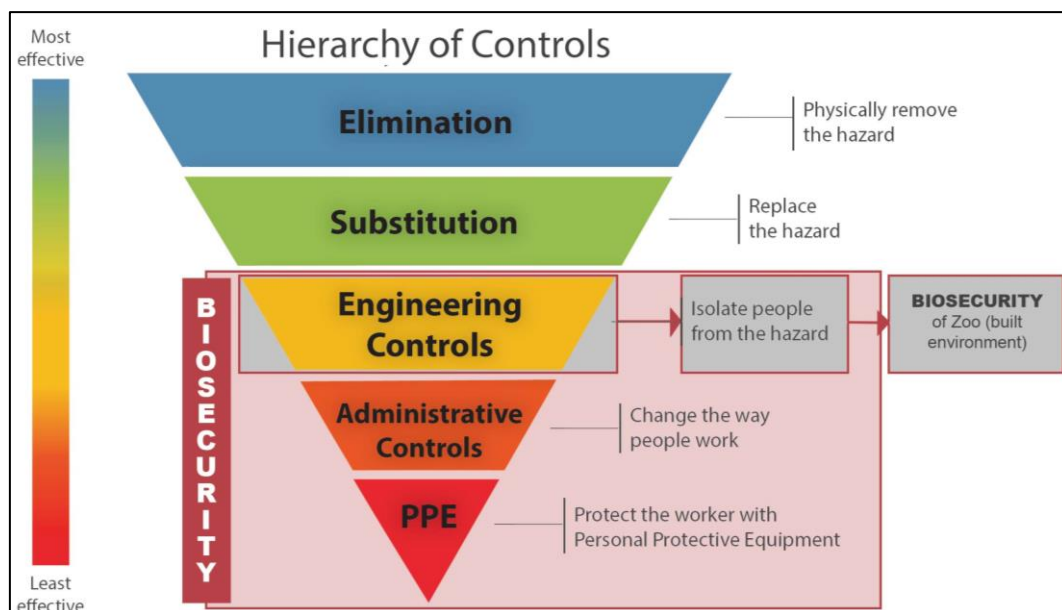 Most
effective
Hierarchy of Controls
Elimination
Physically remove
the hazard
Substitution
Replace
the hazard
BIOSECURITY
Engineering
Controls
Isolate people
from the hazard
BIOSECURITY
of Zoo (built
environment)
Administrative
Controls
Change the way
people work
PPE
Protect the worker with
Personal Protective Equipment
Least
effective